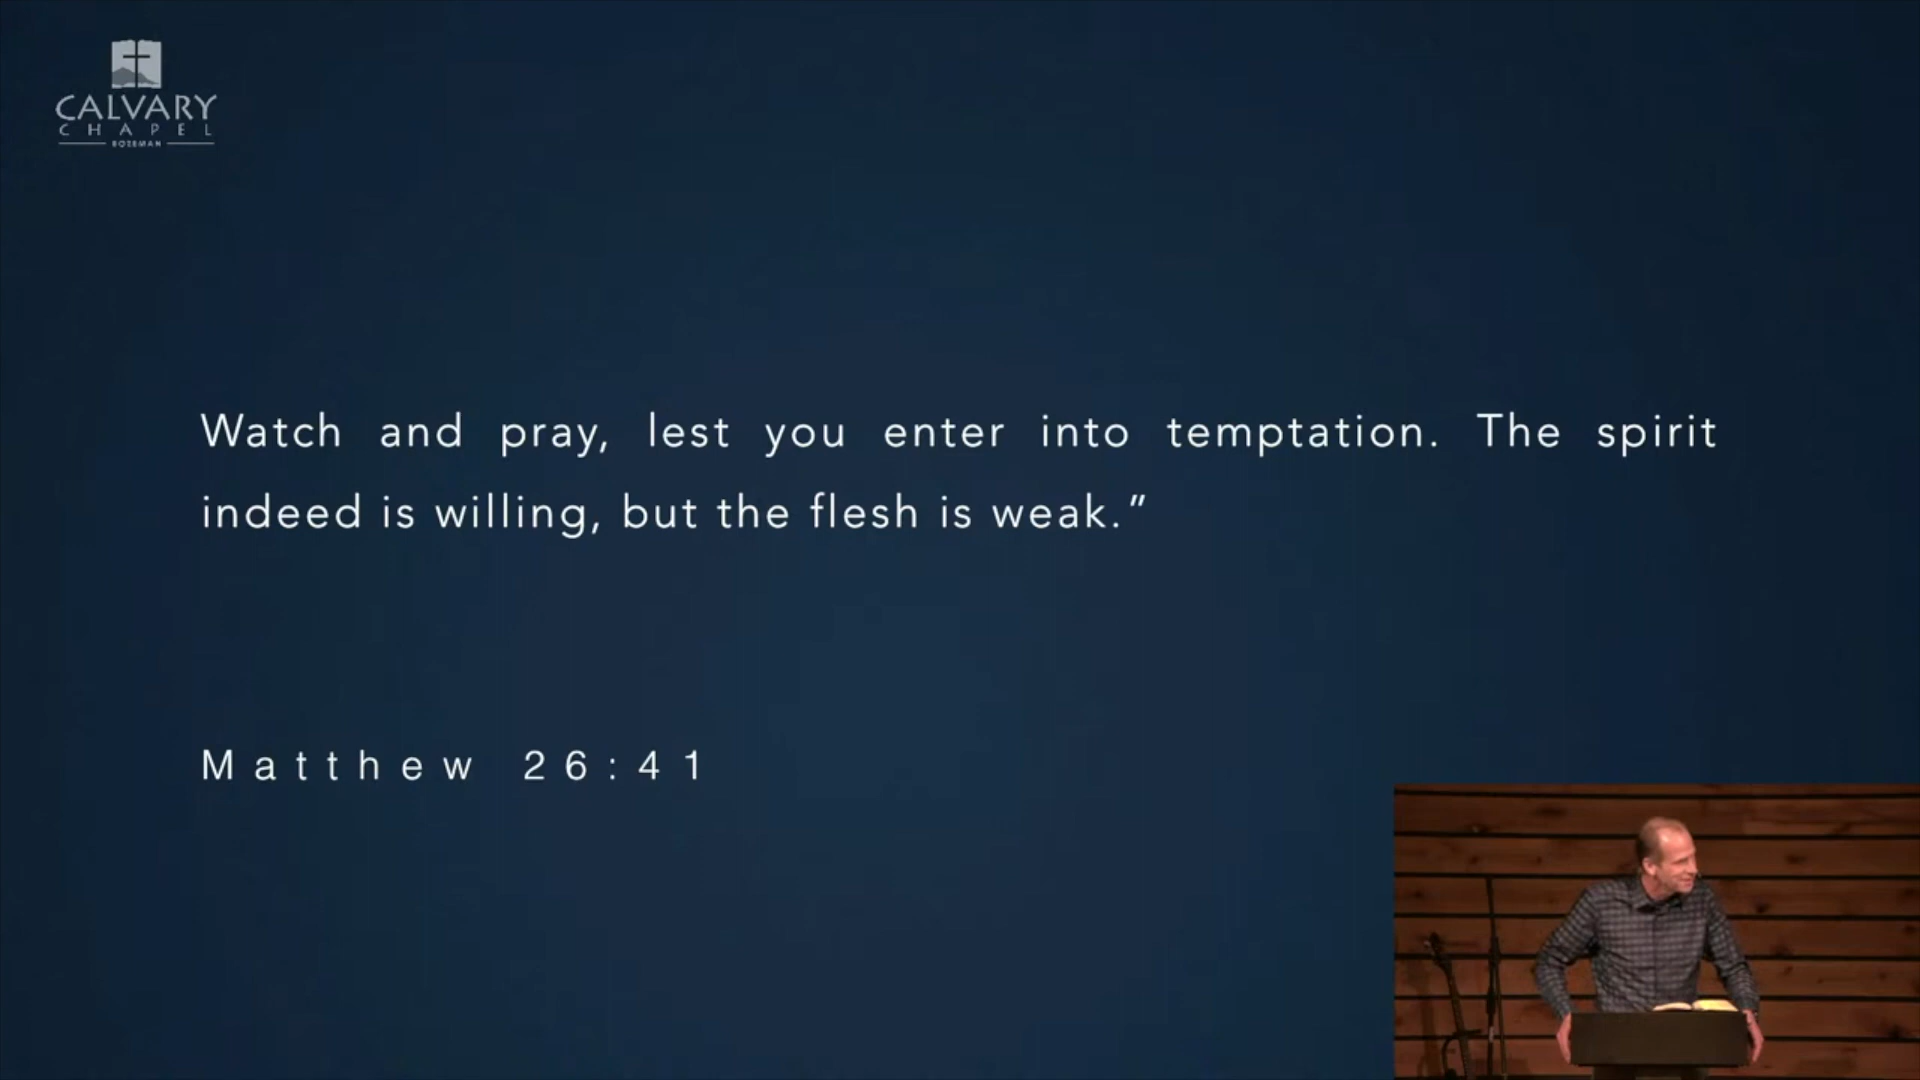 CALVARY
CHAPEL
BOZEMAN
Watch and pray, lest you enter into temptation. The spirit
indeed is willing, but the flesh is weak.”
Matthew 26:41